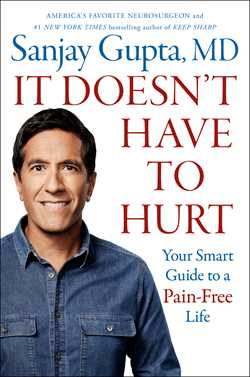 AMERICA'S FAVORITE NEUROSURGEON and
#1 NEW YORK TIMES bestselling author of KEEP SHARP
Sanjay Gupta, MD
IT DOESN'T
HAVE
TO
HURT
Your Smart
Guide to a
Pain-Free
Life